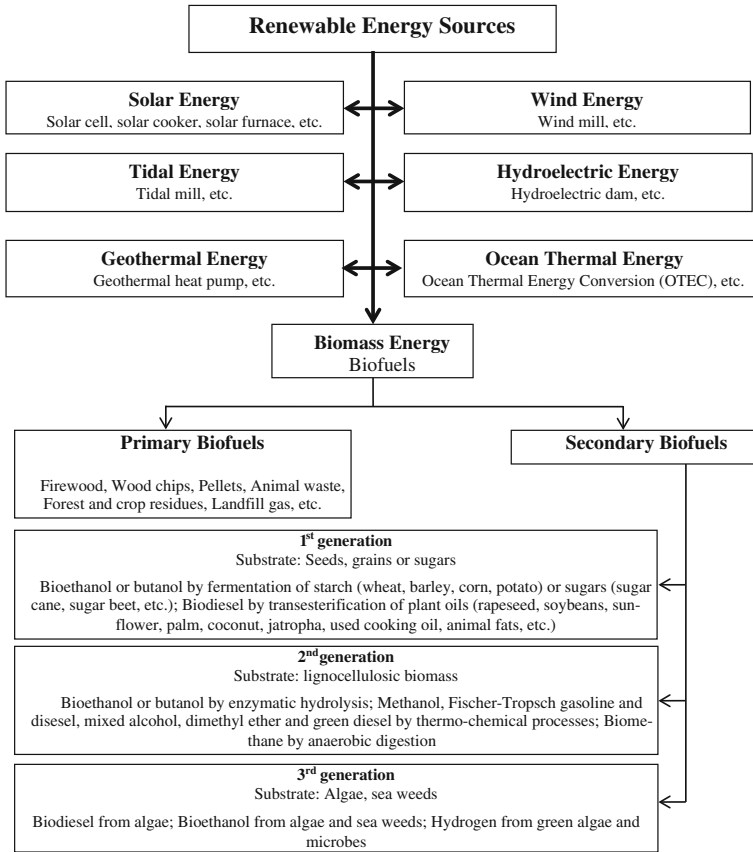 Renewable Energy Sources
Solar Energy
Solar cell, solar cooker, solar furnace, etc.
Wind Energy
Wind mill, etc.
Tidal Energy
Tidal mill, etc.
Hydroelectric Energy
Hydroelectric dam, etc.
Geothermal Energy
Geothermal heat pump, etc.
Ocean Thermal Energy
Ocean Thermal Energy Conversion (OTEC), etc.
Biomass Energy
Biofuels
Primary Biofuels
Firewood, Wood chips, Pellets, Animal waste,
Forest and crop residues, Landfill gas, etc.
Secondary Biofuels
1st generation
Substrate: Seeds, grains or sugars
Bioethanol or butanol by fermentation of starch (wheat, barley, corn, potato) or sugars (sugar
cane, sugar beet, etc.); Biodiesel by transesterification of plant oils (rapeseed, soybeans, sun-
flower, palm, coconut, jatropha, used cooking oil, animal fats, etc.)
2nd generation
Substrate: lignocellulosic biomass
Bioethanol or butanol by enzymatic hydrolysis; Methanol, Fischer-Tropsch gasoline and
disesel, mixed alcohol, dimethyl ether and green diesel by thermo-chemical processes; Biome-
thane by anaerobic digestion
3rd generation
Substrate: Algae, sea weeds
Biodiesel from algae; Bioethanol from algae and sea weeds; Hydrogen from green algae and
microbes